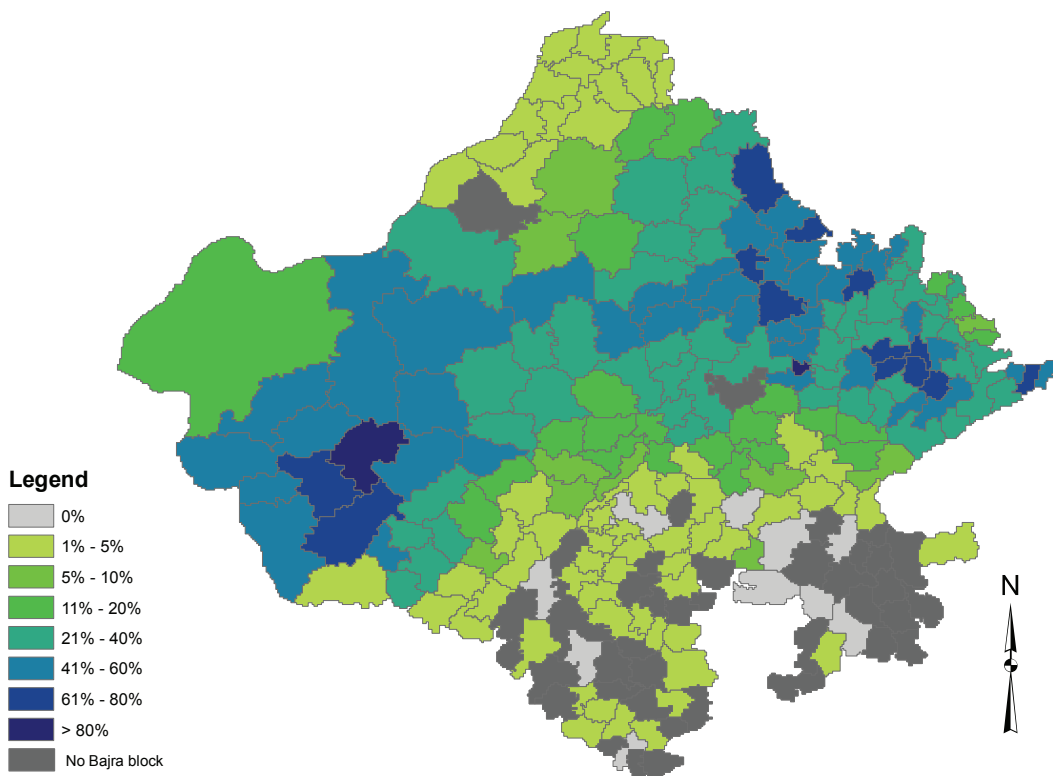 Legend
0%
1% - 5%
5% - 10%
11% - 20%
21% - 40%
41% - 60%
61% - 80%
> 80%
No Bajra block
N